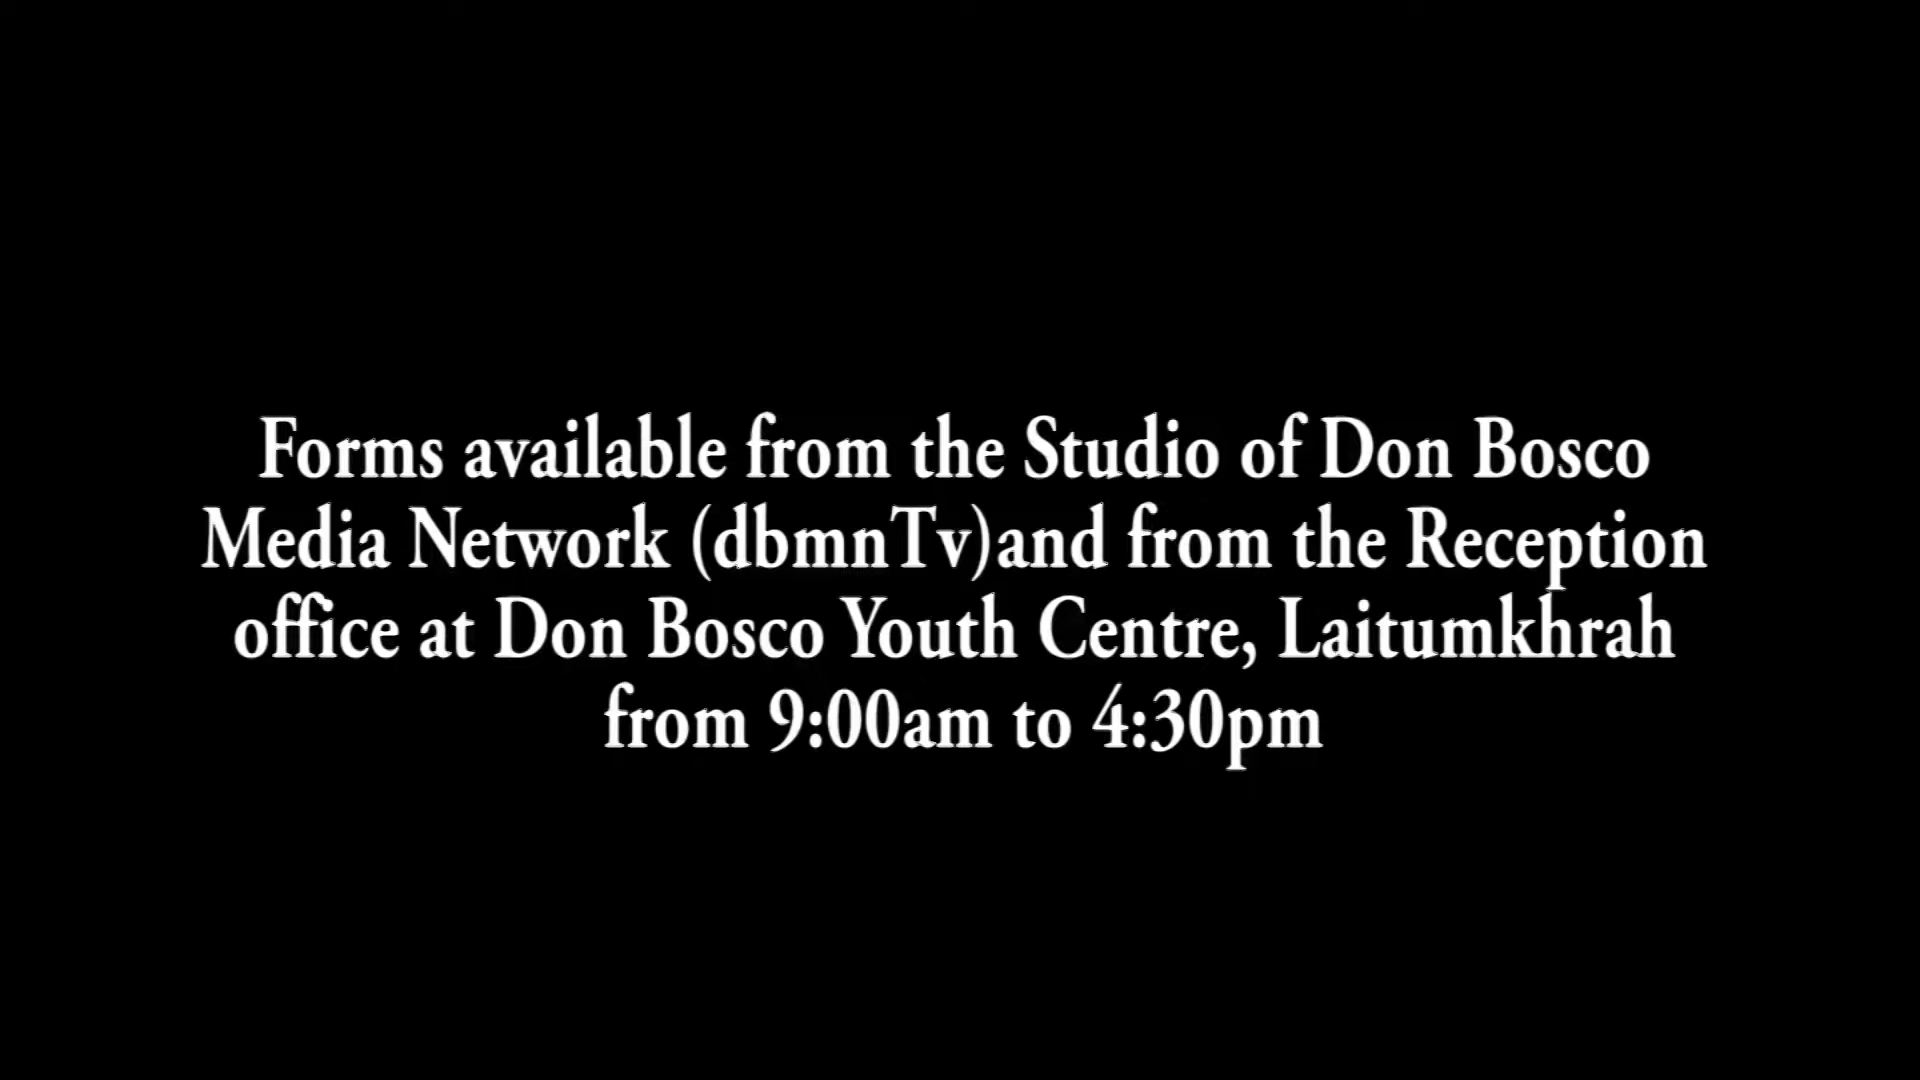 Forms available from the Studio of Don Bosco
Media Network (dbmnTv)and from the Reception
office at Don Bosco Youth Centre, Laitumkhrah
from 9:00am to 4:30pm